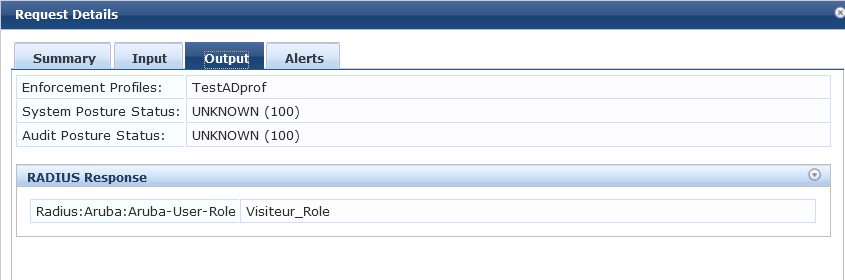 Request Details
Summary Input Output Alerts
Enforcement Profiles: TestADprof
System Posture Status: UNKNOWN (100)
Audit Posture Status: UNKNOWN (100)
RADIUS Response
Radius:Aruba:Aruba-User-Role Visiteur_Role